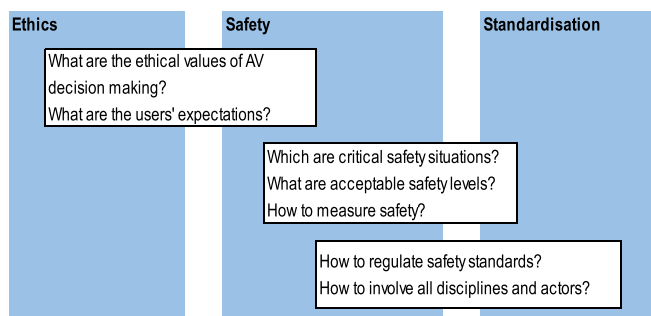 Ethics
Safety
Standardisation
What are the ethical values of AV
decision making?
What are the users' expectations?
Which are critical safety situations?
What are acceptable safety levels?
How to measure safety?
How to regulate safety standards?
How to involve all disciplines and actors?